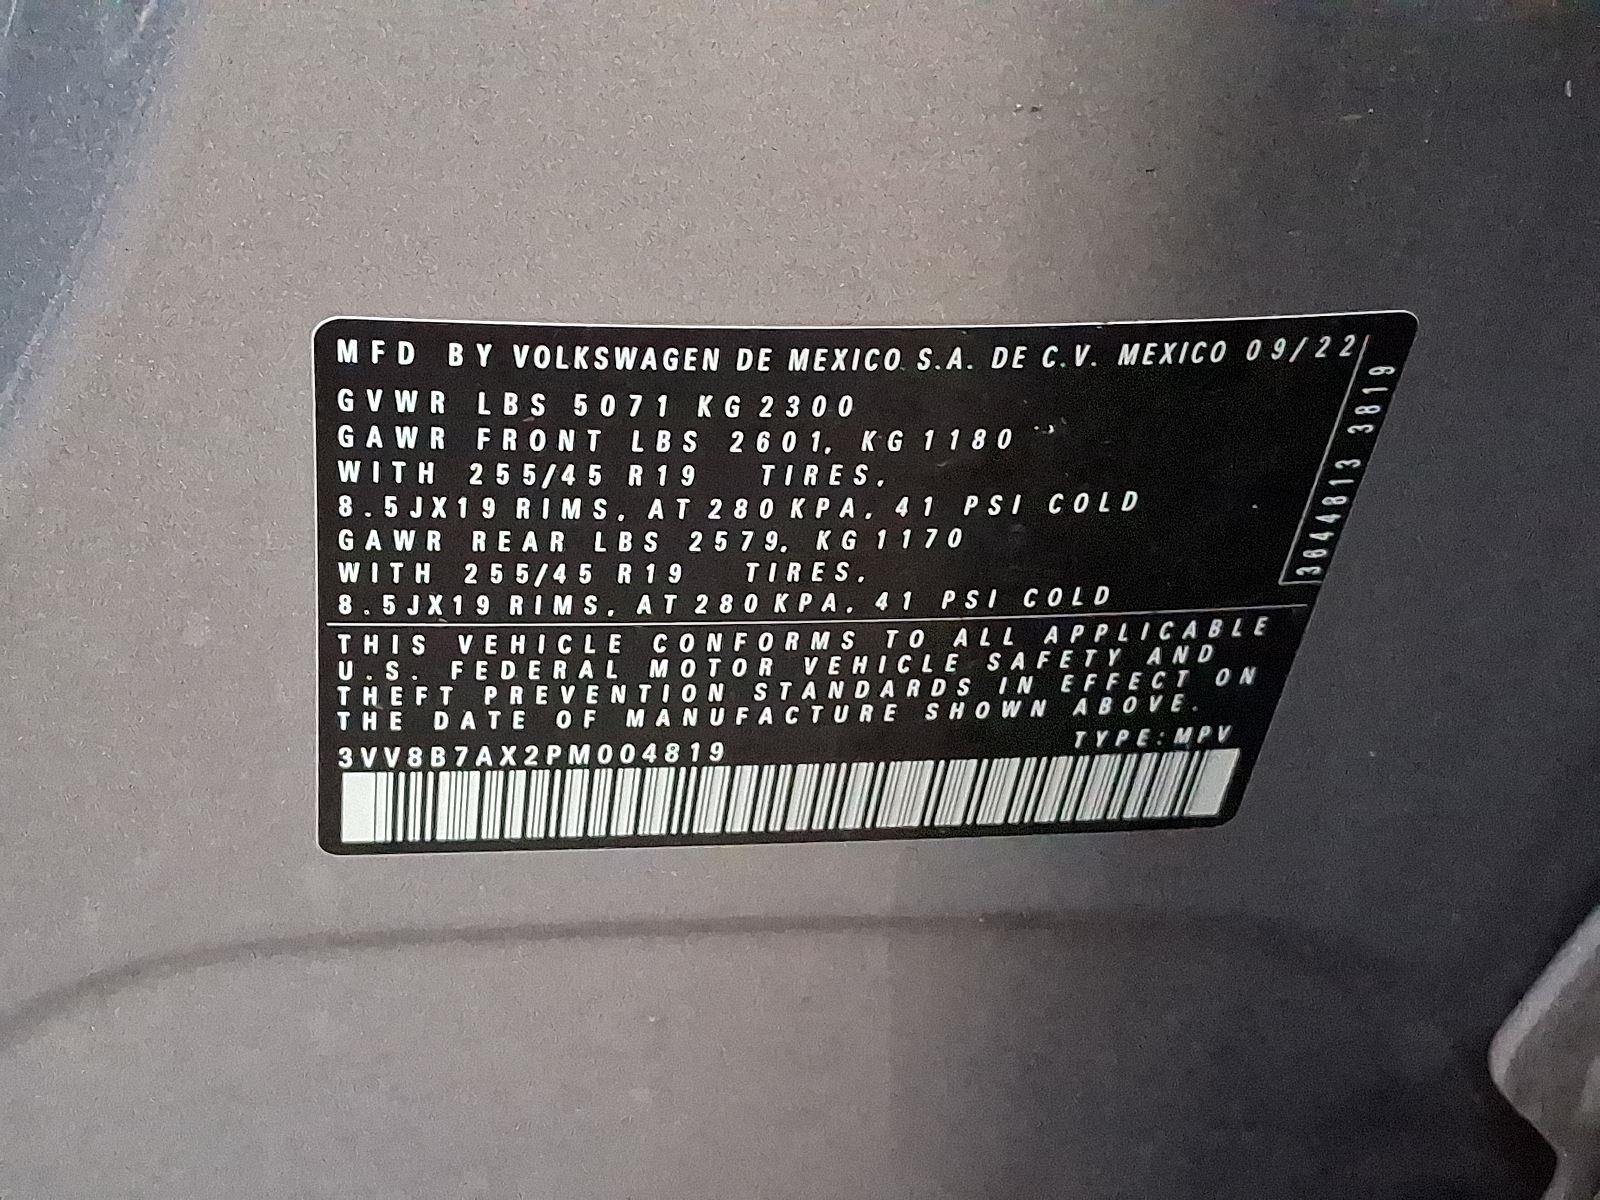 MFD BY VOLKSWAGEN DE MEXICO S.A. DE C.V. MEXICO 09/22
GVWR LBS 5071 KG 2300
GAWR FRONT LBS 2601, KG 1180
WITH 255/45 R19 TIRES,
8.5JX19 RIMS, AT 280 KPA, 41 PSI COLD
GAWR REAR LBS 2579, KG 1170
WITH 255/45 R19 TIRES,
8.5JX19 RIMS, AT 280 KPA, 41 PSI COLD
3644813 3819
THIS VEHICLE CONFORMS TO ALL APPLICABLE
U.S. FEDERAL MOTOR VEHICLE SAFETY AND
THEFT PREVENTION STANDARDS IN EFFECT ON
THE DATE OF MANUFACTURE SHOWN ABOVE.
3VV8B7AX2PM004819 TYPE:MPV